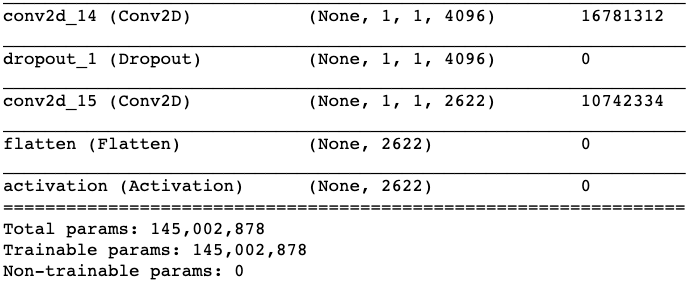 conv2d_14 (Conv2D) (None, 1, 1, 4096) 16781312
dropout_1 (Dropout) (None, 1, 1, 4096) 0
conv2d_15 (Conv2D) (None, 1, 1, 2622) 10742334
flatten (Flatten) (None, 2622) 0
activation (Activation) (None, 2622) 0
=================================================================
Total params: 145,002,878
Trainable params: 145,002,878
Non-trainable params: 0